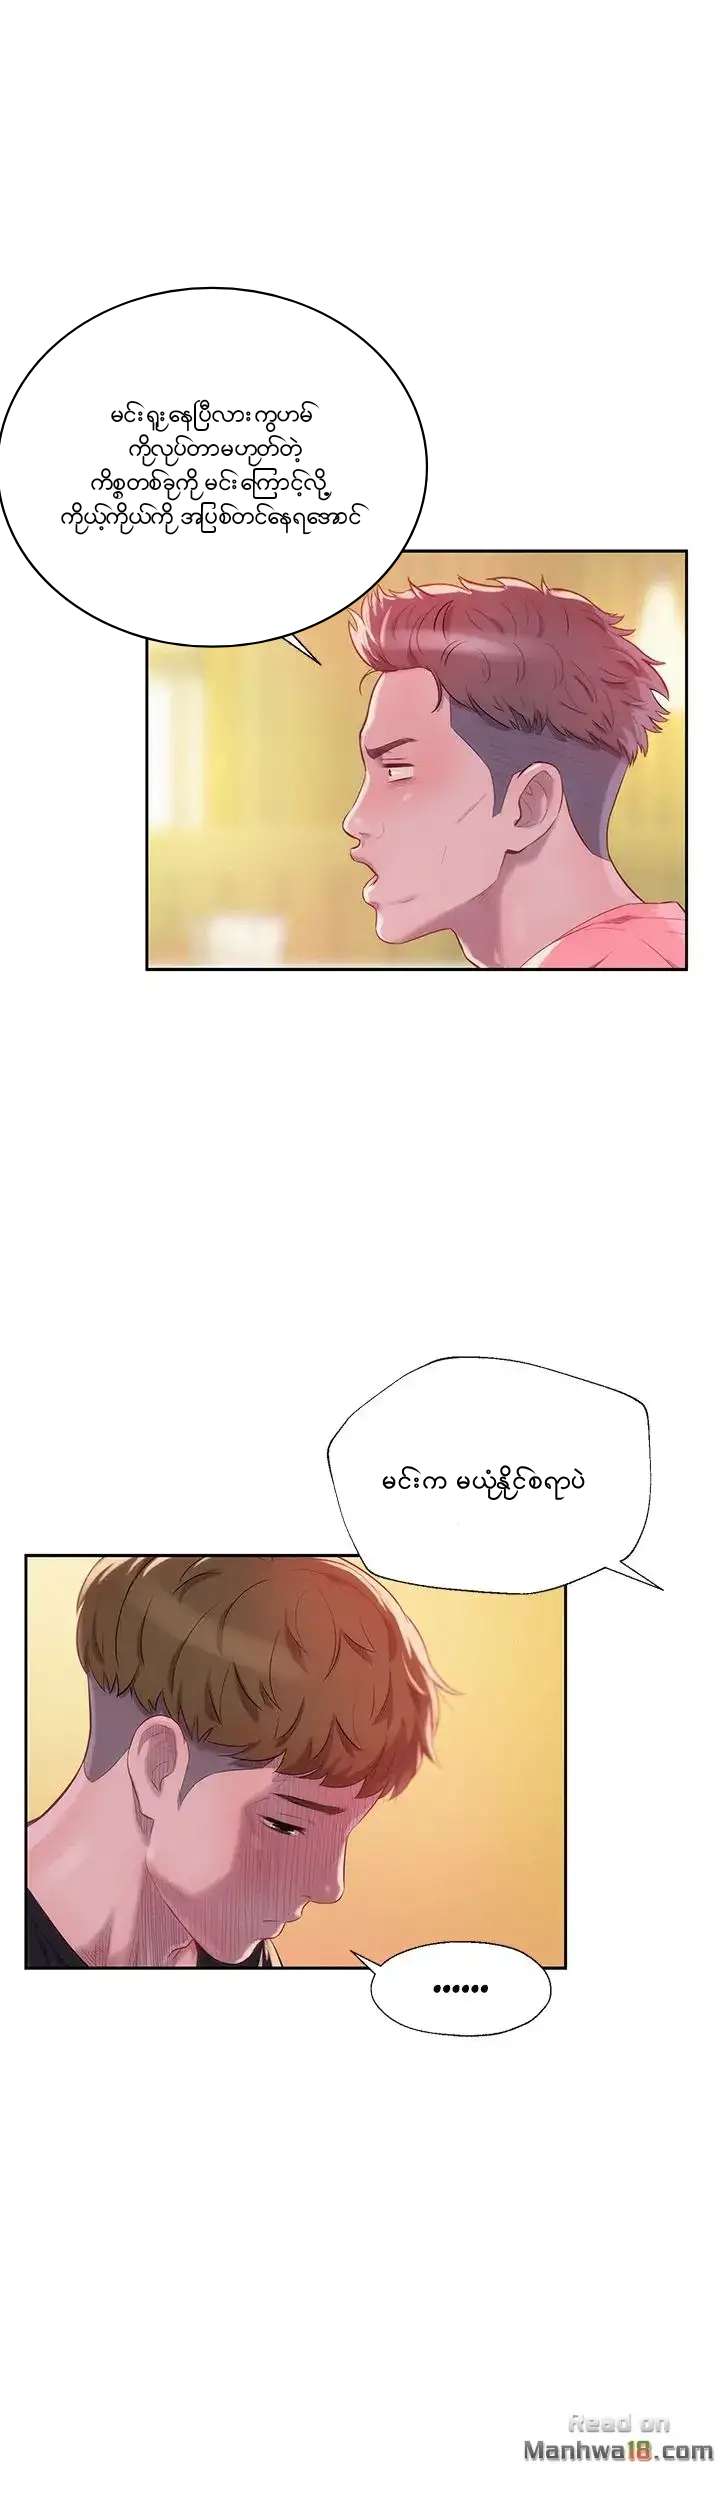 မင်းရူးနေပြီလားကွဟမ်
ကိုလုပ်တာမဟုတ်တဲ့
ကိစ္စတစ်ခုကို မင်းကြောင့်လို့
ကိုယ့်ကိုယ်ကို အပြစ်တင်နေရအောင်
မင်းက မယုံနိုင်စရာပဲ
••••••
Read on
Manhwa18.com